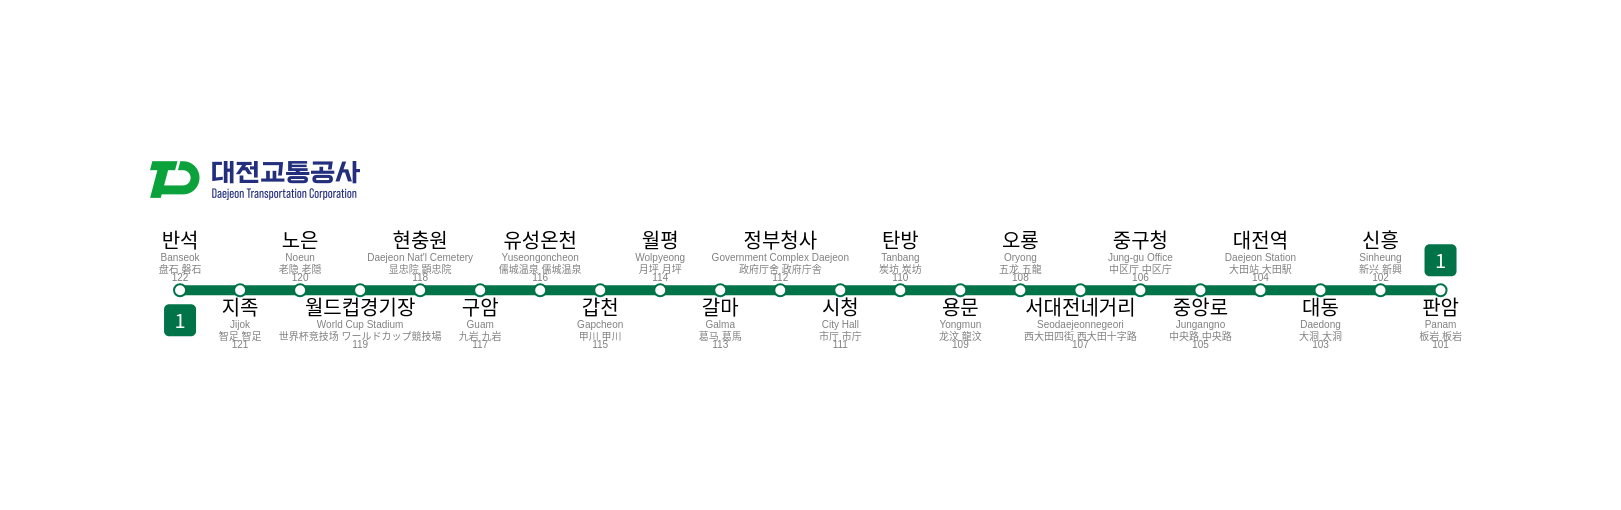 대전교통공사
Daejeon Transportation Corporation
반석
Banseok
盘石 磐石
122
노은
Noeun
老隐 老隠
120
현충원
Daejeon Nat'l Cemetery
显忠院 顕忠院
118
유성온천
Yuseongoncheon
儒城温泉 儒城温泉
116
월평
Wolpyeong
月坪 月坪
114
정부청사
Government Complex Daejeon
政府厅舍 政府庁舎
112
탄방
Tanbang
炭坊 炭坊
110
오룡
Oryong
五龙 五龍
108
중구청
Jung-gu Office
中区厅 中区庁
106
대전역
Daejeon Station
大田站 大田駅
104
신흥
Sinheung
新兴 新興
102
1
1
지족
Jijok
智足 智足
121
월드컵경기장
World Cup Stadium
世界杯竞技场 ワールドカップ競技場
119
구암
Guam
九岩 九岩
117
갑천
Gapcheon
甲川 甲川
115
갈마
Galma
葛马 葛馬
113
시청
City Hall
市厅 市庁
111
용문
Yongmun
龙汶 龍汶
109
서대전네거리
Seodaejeonnegeori
西大田四街 西大田十字路
107
중앙로
Jungangno
中央路 中央路
105
대동
Daedong
大洞 大洞
103
판암
Panam
板岩 板岩
101